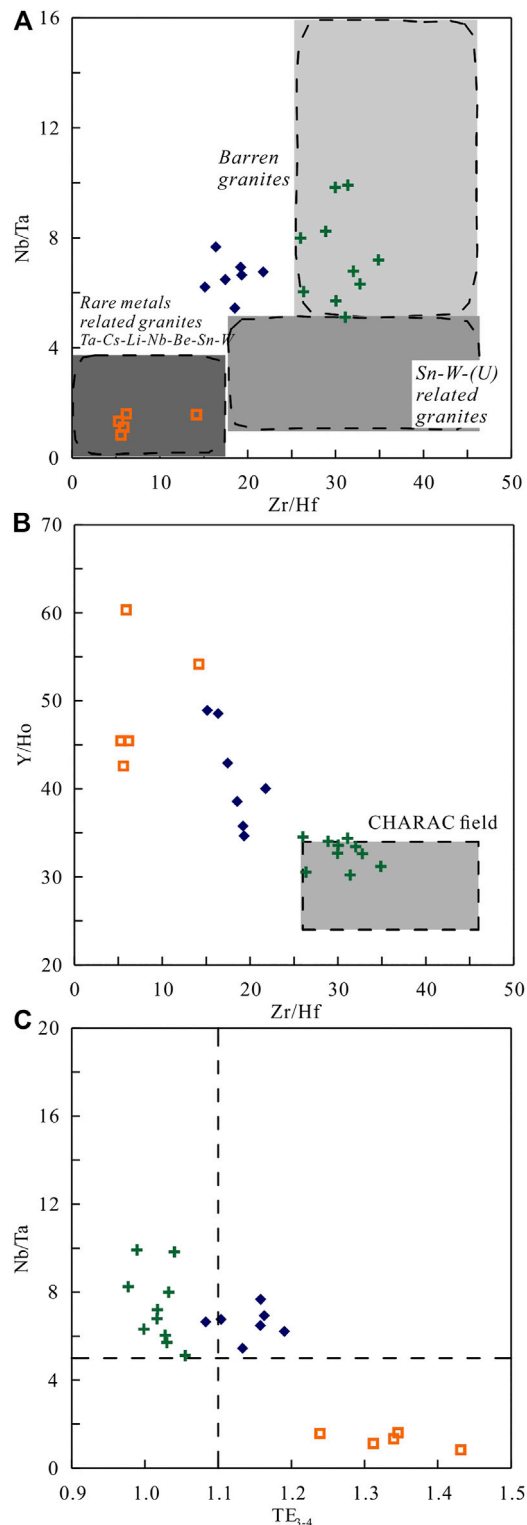 A
16
12
8
4
0
Nb/Ta
Barren
granites
Rare metals
related granites
Ta-Cs-Li-Nb-Be-Sn-W
Sn-W-(U)
related
granites
0 10 20 30 40 50
Zr/Hf
B
70
60
50
40
30
20
Y/Ho
CHARAC field
0 10 20 30 40 50
Zr/Hf
C
20
16
12
8
4
0
Nb/Ta
0.9 1.0 1.1 1.2 1.3 1.4 1.5
TE3-4